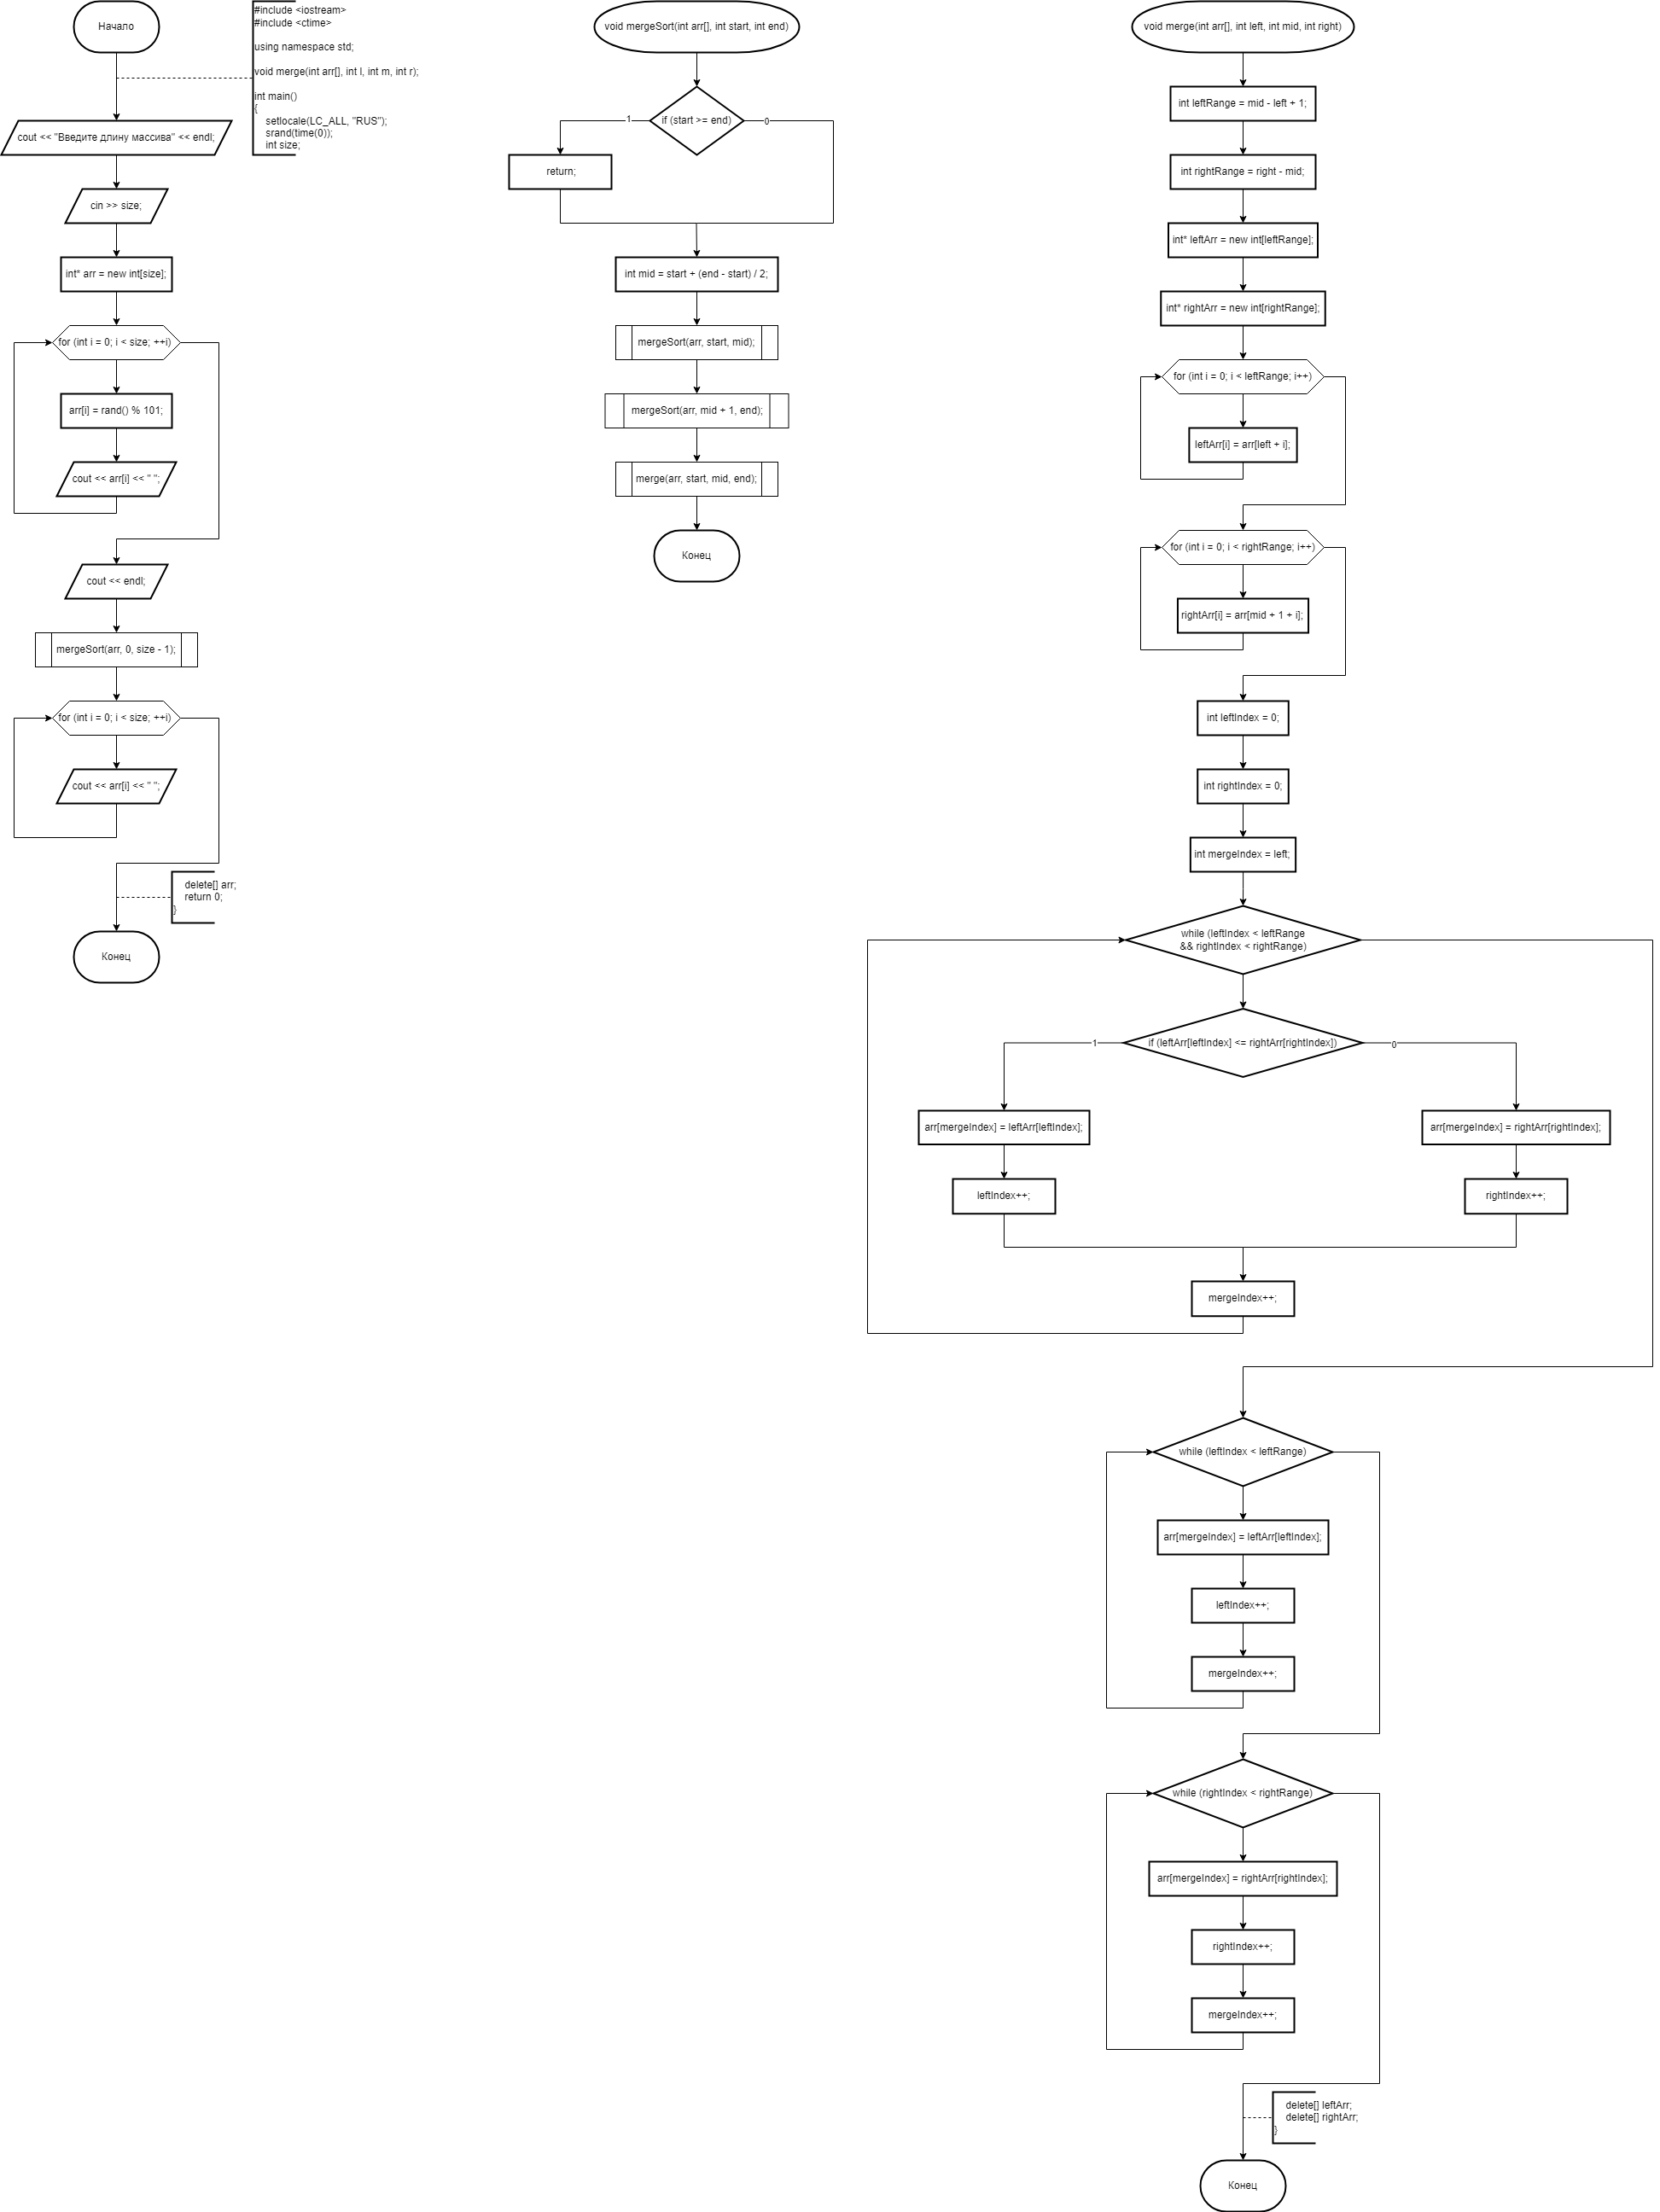 Начало
#include <iostream>
#include <ctime>
using namespace std;
void merge(int arr[], int l, int m, int r);
int main()
{
setlocale(LC_ALL, "RUS");
srand(time(0));
int size;
cout << "Введите длину массива" << endl;
cin >> size;
int* arr = new int[size];
for (int i = 0; i < size; ++i)
arr[i] = rand() % 101;
cout << arr[i] << " ";
cout << endl;
mergeSort(arr, 0, size - 1);
for (int i = 0; i < size; ++i)
cout << arr[i] << " ";
delete[] arr;
return 0;
}
Конец
void mergeSort(int arr[], int start, int end)
if (start >= end)
1
0
return;
int mid = start + (end - start) / 2;
mergeSort(arr, start, mid);
mergeSort(arr, mid + 1, end);
merge(arr, start, mid, end);
Конец
void merge(int arr[], int left, int mid, int right)
int leftRange = mid - left + 1;
int rightRange = right - mid;
int* leftArr = new int[leftRange];
int* rightArr = new int[rightRange];
for (int i = 0; i < leftRange; i++)
leftArr[i] = arr[left + i];
for (int i = 0; i < rightRange; i++)
rightArr[i] = arr[mid + 1 + i];
int leftIndex = 0;
int rightIndex = 0;
int mergeIndex = left;
while (leftIndex < leftRange
&& rightIndex < rightRange)
if (leftArr[leftIndex] <= rightArr[rightIndex])
1
0
arr[mergeIndex] = leftArr[leftIndex];
arr[mergeIndex] = rightArr[rightIndex];
leftIndex++;
rightIndex++;
mergeIndex++;
while (leftIndex < leftRange)
arr[mergeIndex] = leftArr[leftIndex];
leftIndex++;
mergeIndex++;
while (rightIndex < rightRange)
arr[mergeIndex] = rightArr[rightIndex];
rightIndex++;
mergeIndex++;
delete[] leftArr;
delete[] rightArr;
}
Конец